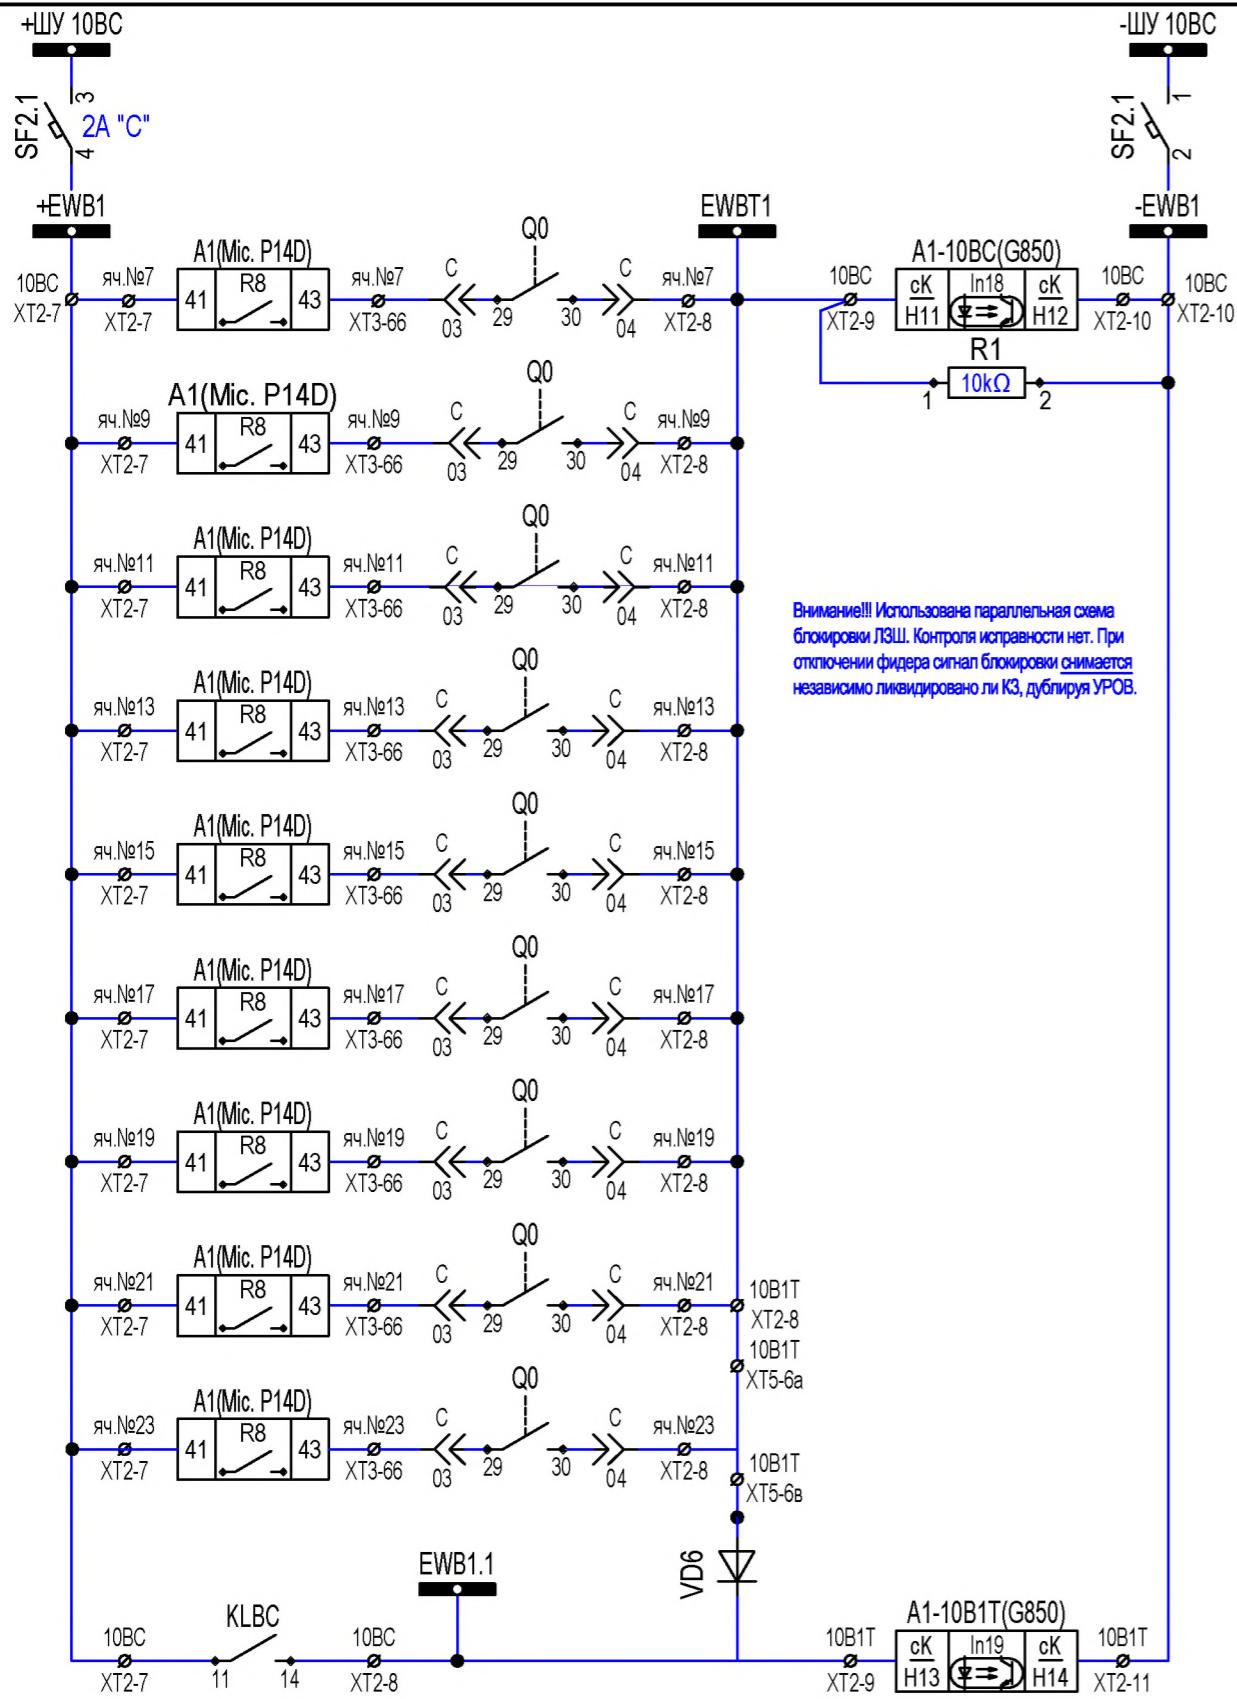 +ШУ 10ВС
-ШУ 10ВС
SF2.1
3
2А "С"
4
SF2.1
1
2
+EWB1
EWBT1
-EWB1
10ВС
XT2-7
яч.№7
XT2-7
A1(Mic. P14D)
41 R8 43
яч.№7
XT3-66
C
03
Q0
29 30
C
04
яч.№7
XT2-8
10ВС
XT2-9
A1-10ВС(G850)
cK In18 cK
H11 H12
10ВС
XT2-10
10ВС
XT2-10
R1
10kΩ
1 2
яч.№9
XT2-7
A1(Mic. P14D)
41 R8 43
яч.№9
XT3-66
C
03
Q0
29 30
C
04
яч.№9
XT2-8
яч.№11
XT2-7
A1(Mic. P14D)
41 R8 43
яч.№11
XT3-66
C
03
Q0
29 30
C
04
яч.№11
XT2-8
Внимание!!! Использована параллельная схема
блокировки ЛЗШ. Контроля исправности нет. При
отключении фидера сигнал блокировки снимается
независимо ликвидировано ли КЗ, дублируя УРОВ.
яч.№13
XT2-7
A1(Mic. P14D)
41 R8 43
яч.№13
XT3-66
C
03
Q0
29 30
C
04
яч.№13
XT2-8
яч.№15
XT2-7
A1(Mic. P14D)
41 R8 43
яч.№15
XT3-66
C
03
Q0
29 30
C
04
яч.№15
XT2-8
яч.№17
XT2-7
A1(Mic. P14D)
41 R8 43
яч.№17
XT3-66
C
03
Q0
29 30
C
04
яч.№17
XT2-8
яч.№19
XT2-7
A1(Mic. P14D)
41 R8 43
яч.№19
XT3-66
C
03
Q0
29 30
C
04
яч.№19
XT2-8
яч.№21
XT2-7
A1(Mic. P14D)
41 R8 43
яч.№21
XT3-66
C
03
Q0
29 30
C
04
яч.№21
XT2-8
10В1Т
XT2-8
10В1Т
XT5-6а
яч.№23
XT2-7
A1(Mic. P14D)
41 R8 43
яч.№23
XT3-66
C
03
Q0
29 30
C
04
яч.№23
XT2-8
10В1Т
XT5-6в
VD6
EWB1.1
10ВС
XT2-7
KLBC
11 14
10ВС
XT2-8
10В1Т
XT2-9
A1-10В1Т(G850)
cK In19 cK
H13 H14
10В1Т
XT2-11